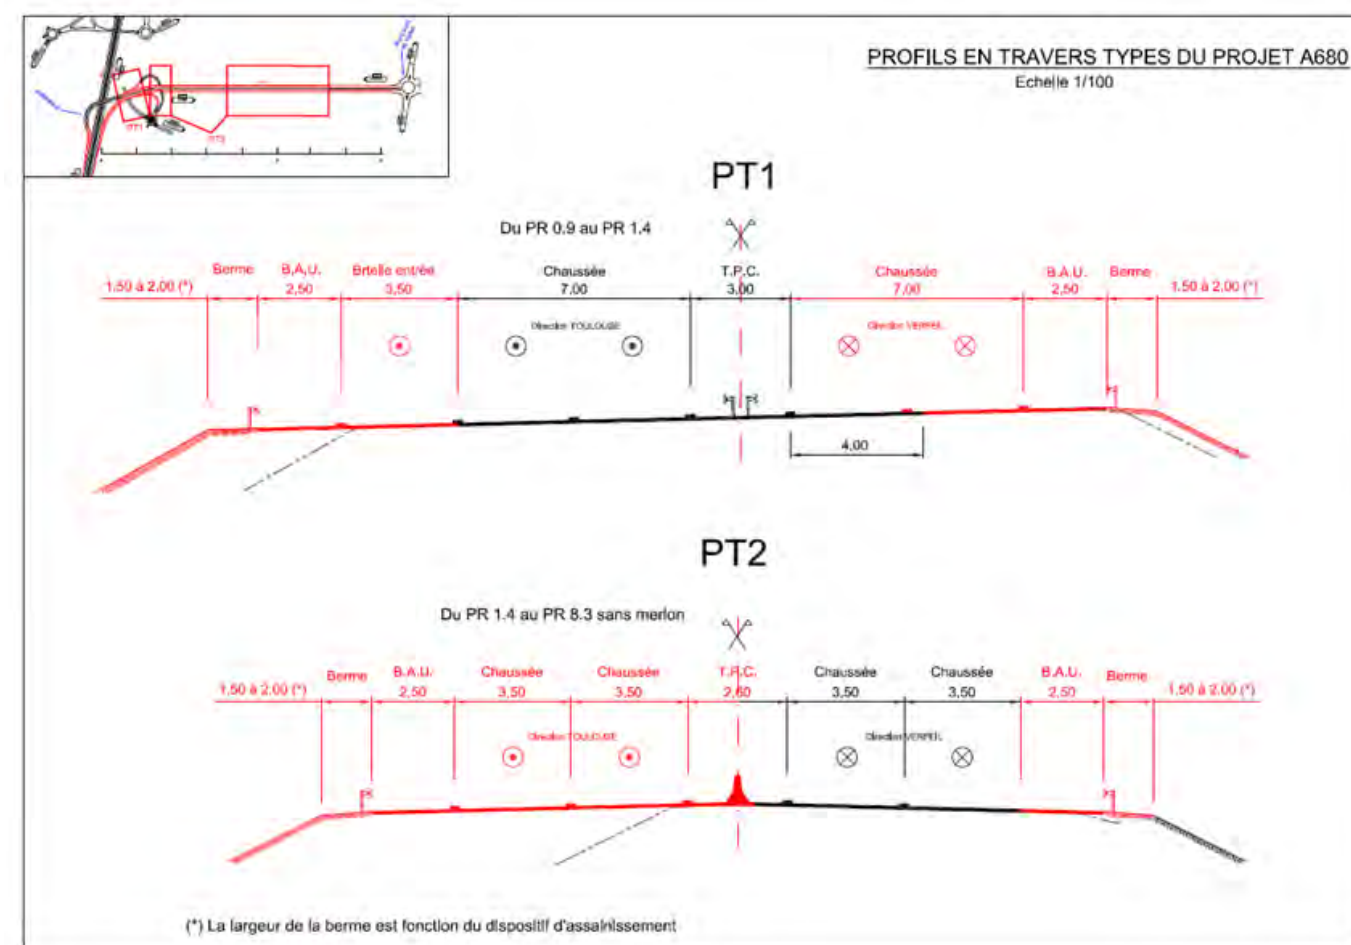 PROFILS EN TRAVERS TYPES DU PROJET A680
Echelle 1/100
PT1
PT2
PT1
Du PR 0.9 au PR 1.4
Berme B.A.U. Brtelle entrée Chaussée T.P.C. Chaussée B.A.U. Berme
1.50 à 2.00 (*) 2,50 3,50 7.00 3,00 7,00 2,50 1.50 à 2.00 (*)
Direction TOULOUSE Direction VERFEIL
4,00
PT2
Du PR 1.4 au PR 8.3 sans merlon
Berme B.A.U. Chaussée Chaussée T.P.C. Chaussée Chaussée B.A.U. Berme
1.50 à 2.00 (*) 2,50 3,50 3,50 2,60 3,50 3,50 2,50 1.50 à 2.00 (*)
Direction TOULOUSE Direction VERFEIL
(*) La largeur de la berme est fonction du dispositif d'assainissement